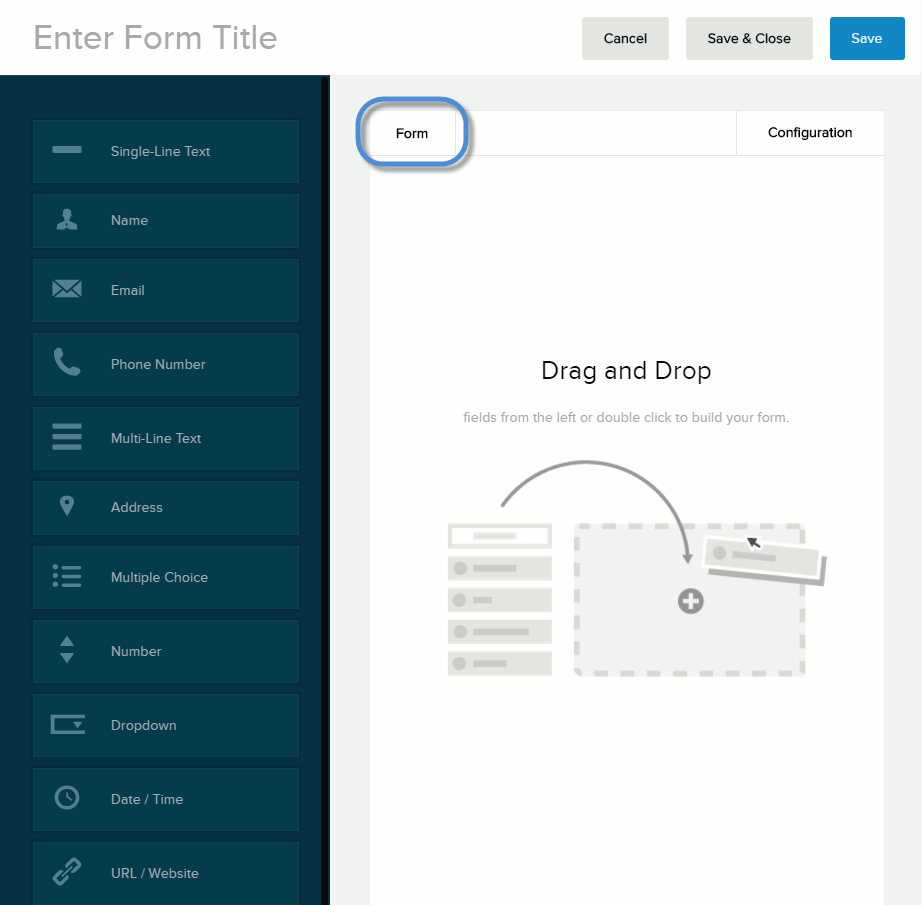 Enter Form Title
Cancel
Save & Close
Save
Single-Line Text
Name
Email
Phone Number
Multi-Line Text
Address
Multiple Choice
Number
Dropdown
Date / Time
URL / Website
Form
Configuration
Drag and Drop
fields from the left or double click to build your form.